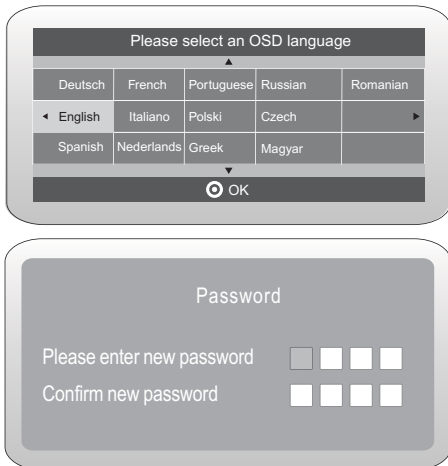 Please select an OSD language
Deutsch French Portuguese Russian Romanian
English Italiano Polski Czech
Spanish Nederlands Greek Magyar
OK
Password
Please enter new password
Confirm new password